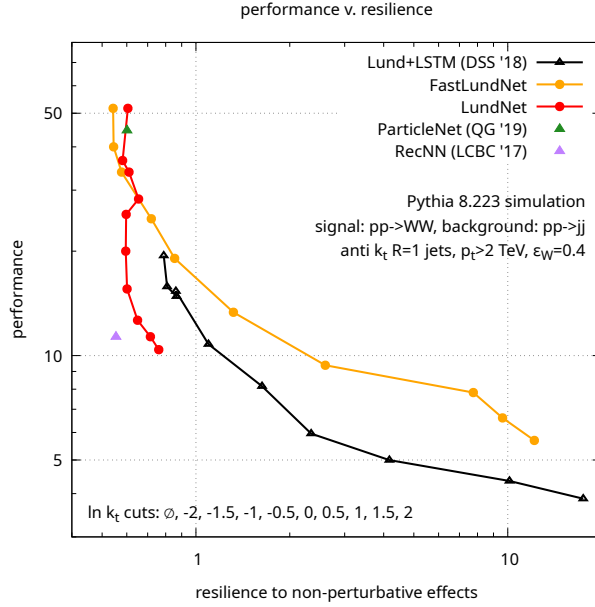 performance v. resilience
Lund+LSTM (DSS '18)
FastLundNet
LundNet
ParticleNet (QG '19)
RecNN (LCBC '17)
Pythia 8.223 simulation
signal: pp->WW, background: pp->jj
anti kt R=1 jets, pt>2 TeV, εW=0.4
50
10
5
performance
ln kt cuts: ∅, -2, -1.5, -1, -0.5, 0, 0.5, 1, 1.5, 2
1
10
resilience to non-perturbative effects